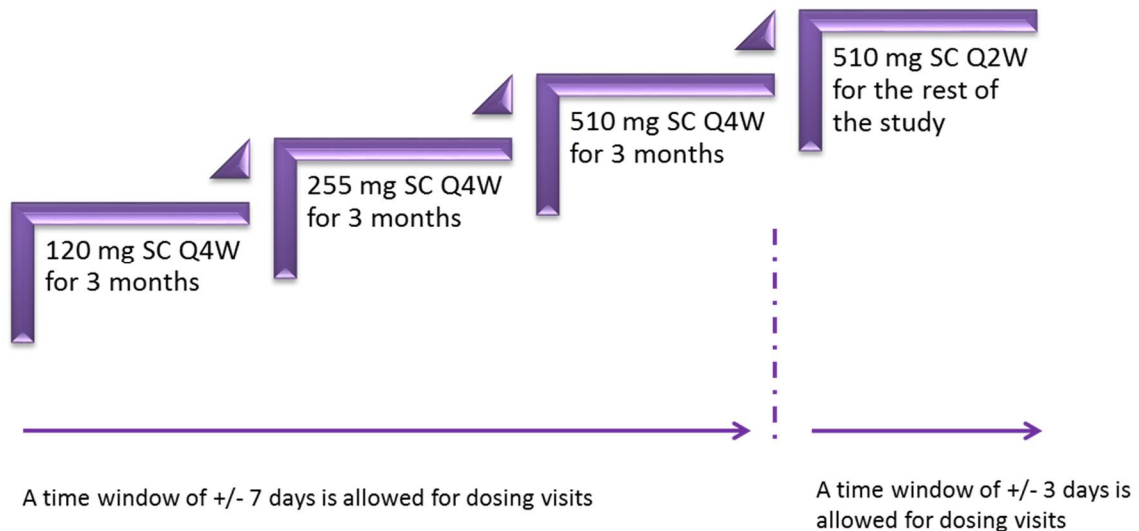 120 mg SC Q4W
for 3 months
255 mg SC Q4W
for 3 months
510 mg SC Q4W
for 3 months
510 mg SC Q2W
for the rest of
the study
A time window of +/- 7 days is allowed for dosing visits
A time window of +/- 3 days is
allowed for dosing visits